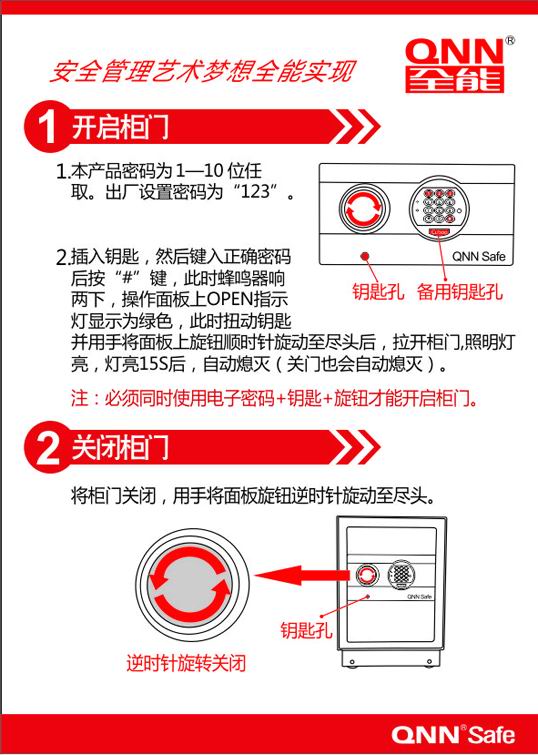 QNN®
全能
安全管理艺术梦想全能实现
1 开启柜门
1.本产品密码为1—10 位任
取。出厂设置密码为“123”。
QNN Safe
钥匙孔 备用钥匙孔
2.插入钥匙，然后键入正确密码
后按“#”键，此时蜂鸣器响
两下，操作面板上OPEN指示
灯显示为绿色，此时扭动钥匙
并用手将面板上旋钮顺时针旋动至尽头后，拉开柜门,照明灯
亮，灯亮15S后，自动熄灭（关门也会自动熄灭）。
注：必须同时使用电子密码+钥匙+旋钮才能开启柜门。
2 关闭柜门
将柜门关闭，用手将面板旋钮逆时针旋动至尽头。
QNN Safe
钥匙孔
逆时针旋转关闭
QNN® Safe